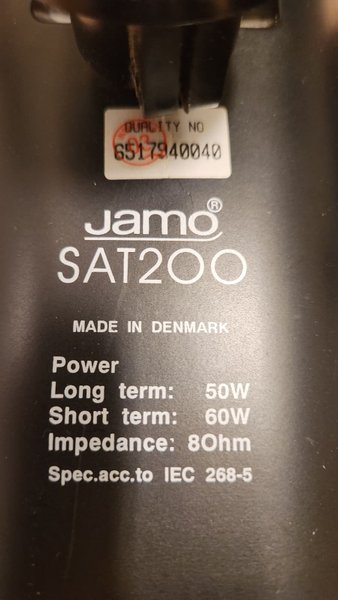 QUALITY NO
6517940040
Jamo®
SAT200
MADE IN DENMARK
Power
Long term: 50W
Short term: 60W
Impedance: 8Ohm
Spec.acc.to IEC 268-5